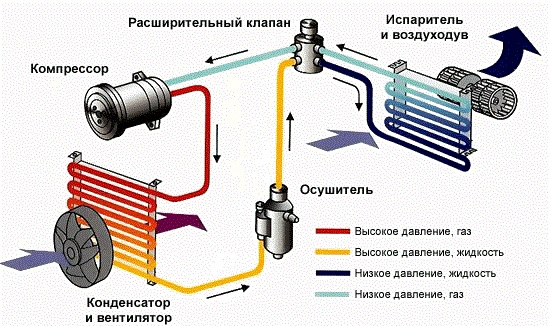 Расширительный клапан
Испаритель
и воздуходув
Компрессор
Осушитель
Высокое давление, газ
Высокое давление, жидкость
Низкое давление, жидкость
Низкое давление, газ
Конденсатор
и вентилятор